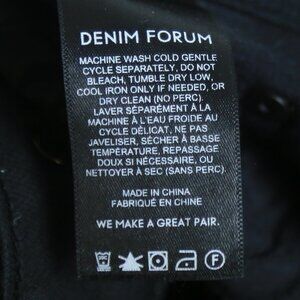 DENIM FORUM
MACHINE WASH COLD GENTLE
CYCLE SEPARATELY, DO NOT
BLEACH, TUMBLE DRY LOW,
COOL IRON ONLY IF NEEDED, OR
DRY CLEAN (NO PERC).
LAVER SÉPARÉMENT À LA
MACHINE À L'EAU FROIDE AU
CYCLE DÉLICAT, NE PAS
JAVELISER, SÉCHER À BASSE
TEMPÉRATURE, REPASSAGE
DOUX SI NÉCESSAIRE, OU
NETTOYER À SEC (SANS PERC).
MADE IN CHINA
FABRIQUÉ EN CHINE
WE MAKE A GREAT PAIR.
F